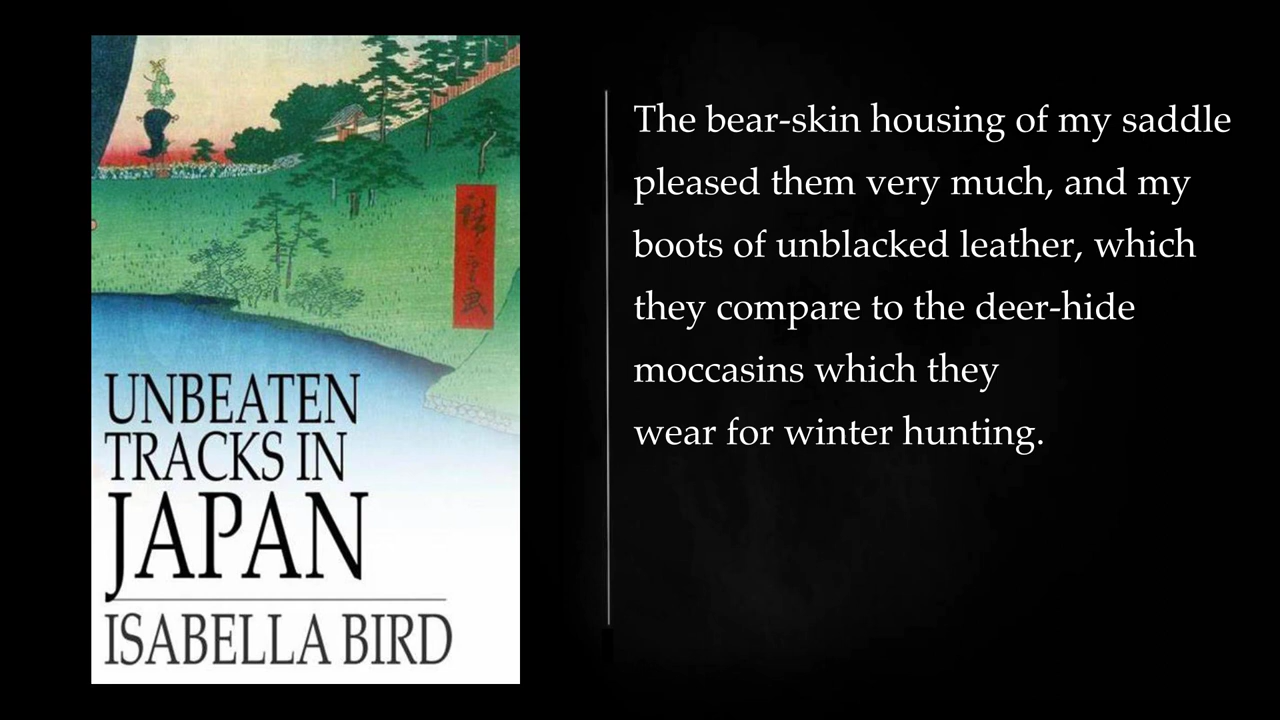 UNBEATEN
TRACKS IN
JAPAN
ISABELLA BIRD
The bear-skin housing of my saddle
pleased them very much, and my
boots of unblacked leather, which
they compare to the deer-hide
moccasins which they
wear for winter hunting.